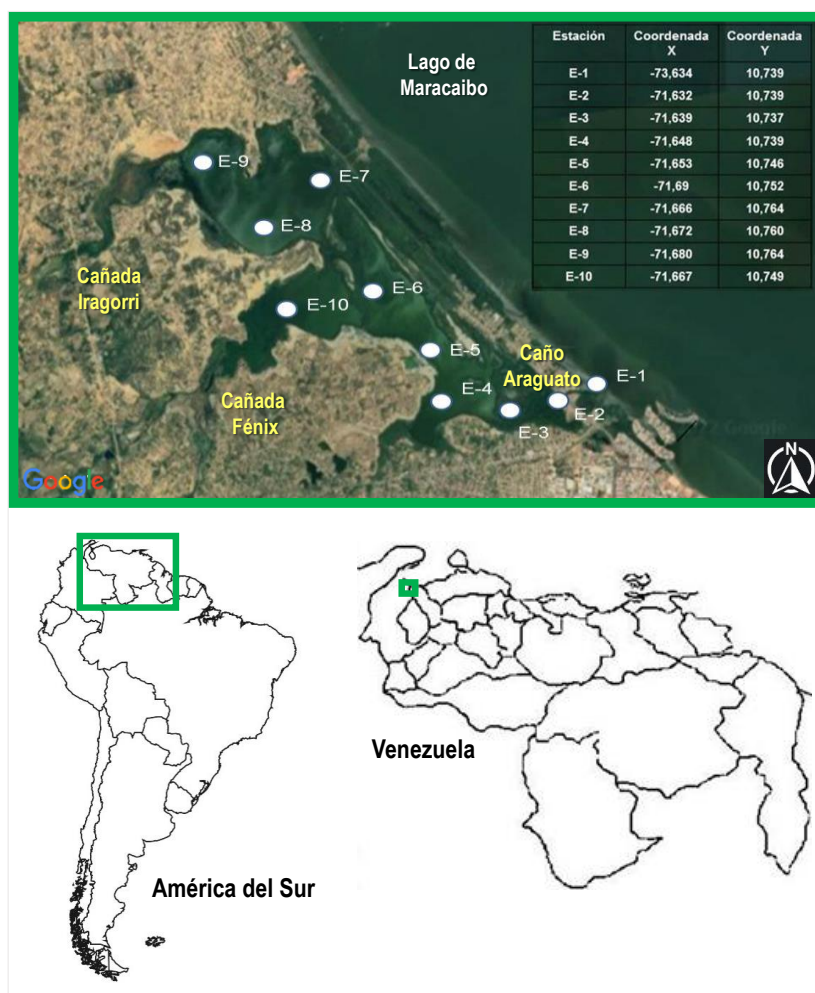 Lago de
Maracaibo
Estación Coordenada X Coordenada Y
E-1 -73,634 10,739
E-2 -71,632 10,739
E-3 -71,639 10,737
E-4 -71,648 10,739
E-5 -71,653 10,746
E-6 -71,69 10,752
E-7 -71,666 10,764
E-8 -71,672 10,760
E-9 -71,680 10,764
E-10 -71,667 10,749
E-9
E-7
E-8
Cañada
Iragorri
E-6
E-10
E-5
Caño
Araguato
E-1
E-4
E-2
E-3
Cañada
Fénix
Google
Google
N
Venezuela
América del Sur